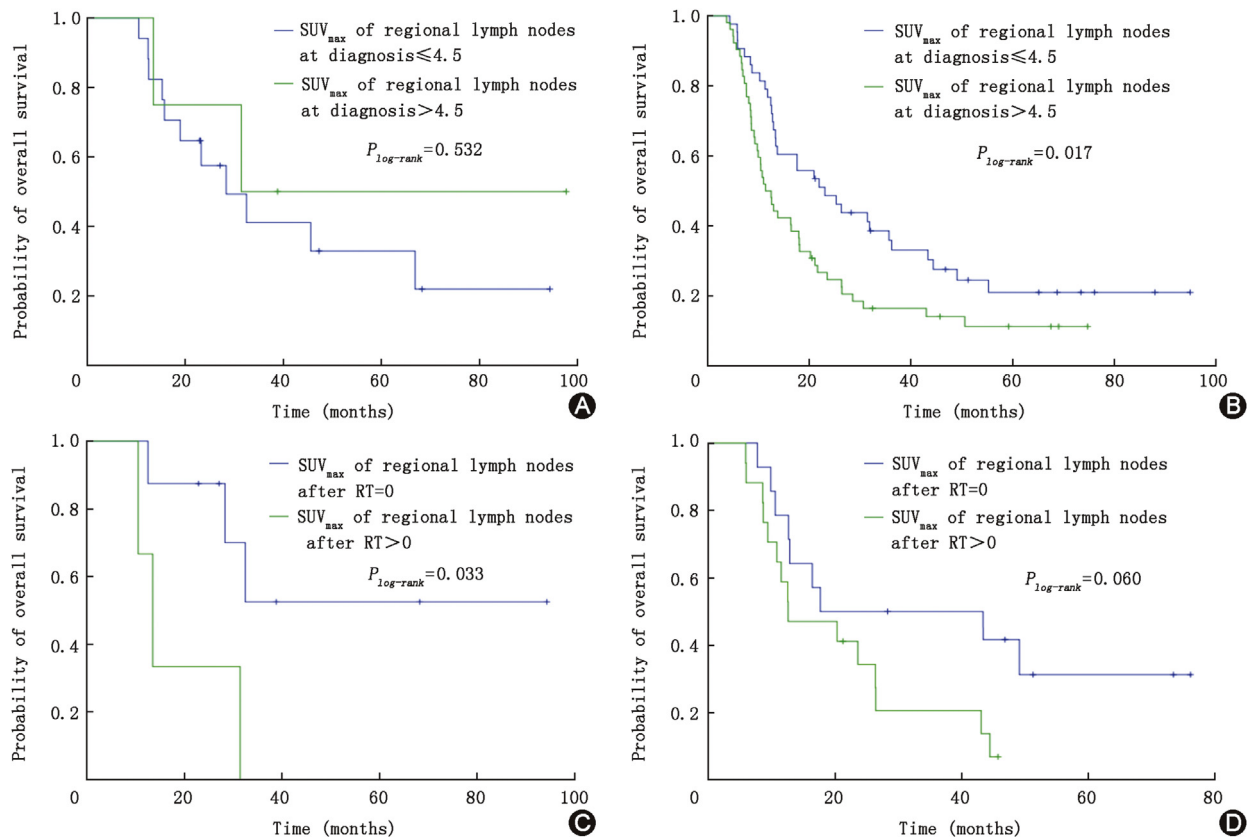 1.0
0.8
0.6
0.4
0.2
0
20
40
60
80
100
Probability of overall survival
Time (months)
SUVmax of regional lymph nodes
at diagnosis≤4.5
SUVmax of regional lymph nodes
at diagnosis>4.5
Plog-rank=0.532
A
1.0
0.8
0.6
0.4
0.2
0
20
40
60
80
100
Probability of overall survival
Time (months)
SUVmax of regional lymph nodes
at diagnosis≤4.5
SUVmax of regional lymph nodes
at diagnosis>4.5
Plog-rank=0.017
B
1.0
0.8
0.6
0.4
0.2
0
20
40
60
80
100
Probability of overall survival
Time (months)
SUVmax of regional lymph nodes
after RT=0
SUVmax of regional lymph nodes
after RT>0
Plog-rank=0.033
C
1.0
0.8
0.6
0.4
0.2
0
20
40
60
80
Probability of overall survival
Time (months)
SUVmax of regional lymph nodes
after RT=0
SUVmax of regional lymph nodes
after RT>0
Plog-rank=0.060
D